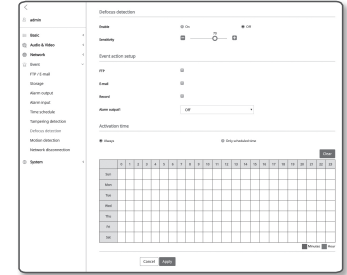 admin
Basic
Audio & Video
Network
Event
FTP / E-mail
Storage
Alarm output
Alarm input
Time schedule
Tampering detection
Defocus detection
Motion detection
Network disconnection
System
Defocus detection
Enable
On
Off
Sensitivity
Event action setup
FTP
E-mail
Record
Alarm output1
Off
Activation time
Always
Only scheduled time
Clear
0 1 2 3 4 5 6 7 8 9 10 11 12 13 14 15 16 17 18 19 20 21 22 23
Sun
Mon
Tue
Wed
Thu
Fri
Sat
Minutes
Hour
Cancel
Apply